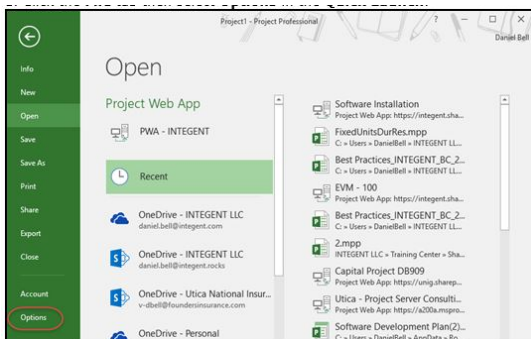 Project1 - Project Professional
?
Daniel Bell
Info
New
Open
Save
Save As
Print
Share
Export
Close
Account
Options
Open
Project Web App
PWA - INTEGENT
Recent
OneDrive - INTEGENT LLC
daniel.bell@integent.com
OneDrive - INTEGENT LLC
daniel.bell@integent.rocks
OneDrive - Utica National Insur...
v-dbell@foundersinsurance.com
OneDrive - Personal
Software Installation
Project Web App: https://integent.sha...
FixedUnitsDurRes.mpp
C: » Users » DanielBell » INTEGENT LL...
Best Practices_INTEGENT_BC_2...
C: » Users » DanielBell » INTEGENT LL...
EVM - 100
Project Web App: https://integent.sha...
Best Practices_INTEGENT_BC_2...
C: » Users » DanielBell » INTEGENT LL...
2.mpp
INTEGENT LLC » Training Center » Sha...
Capital Project DB909
Project Web App: https://unig.sharep...
Utica - Project Server Consulti...
Project Web App: https://a200a.mspro...
Software Development Plan(2)...
C: » Users » DanielBell » AppData » Ro...